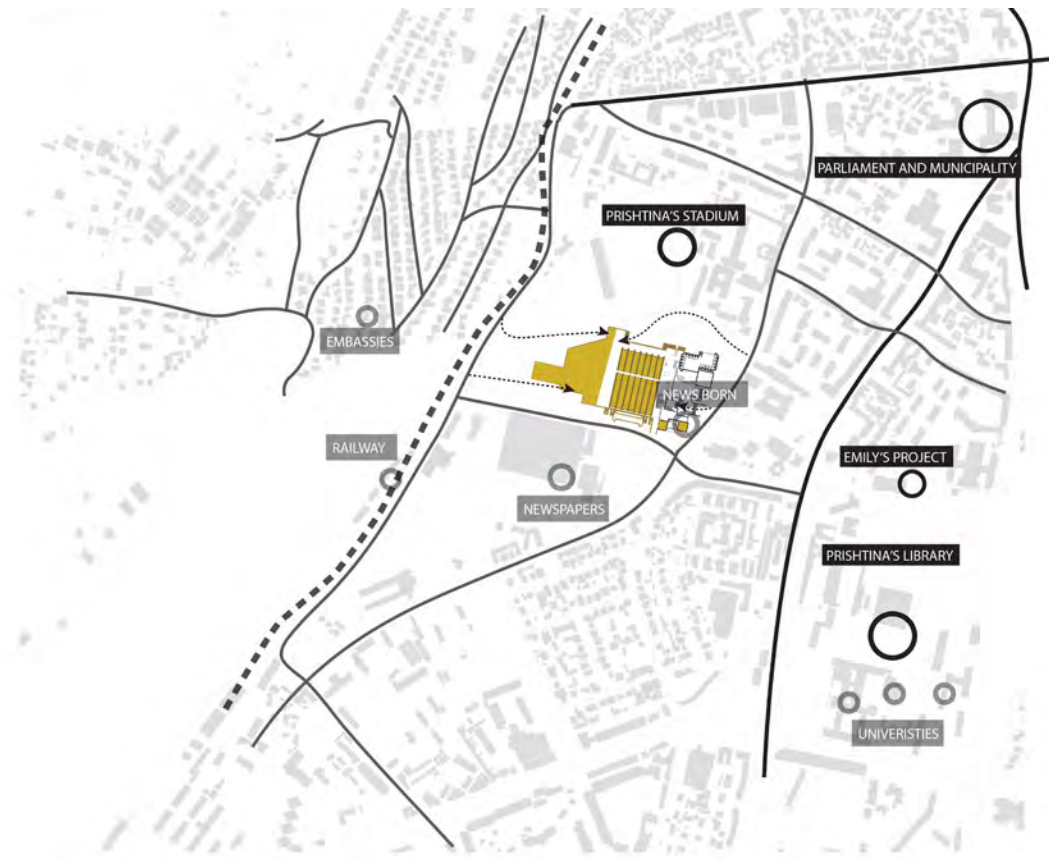 PARLIAMENT AND MUNICIPALITY
PRISHTINA'S STADIUM
EMBASSIES
NEWS BORN
RAILWAY
EMILY'S PROJECT
NEWSPAPERS
PRISHTINA'S LIBRARY
UNIVERISTIES